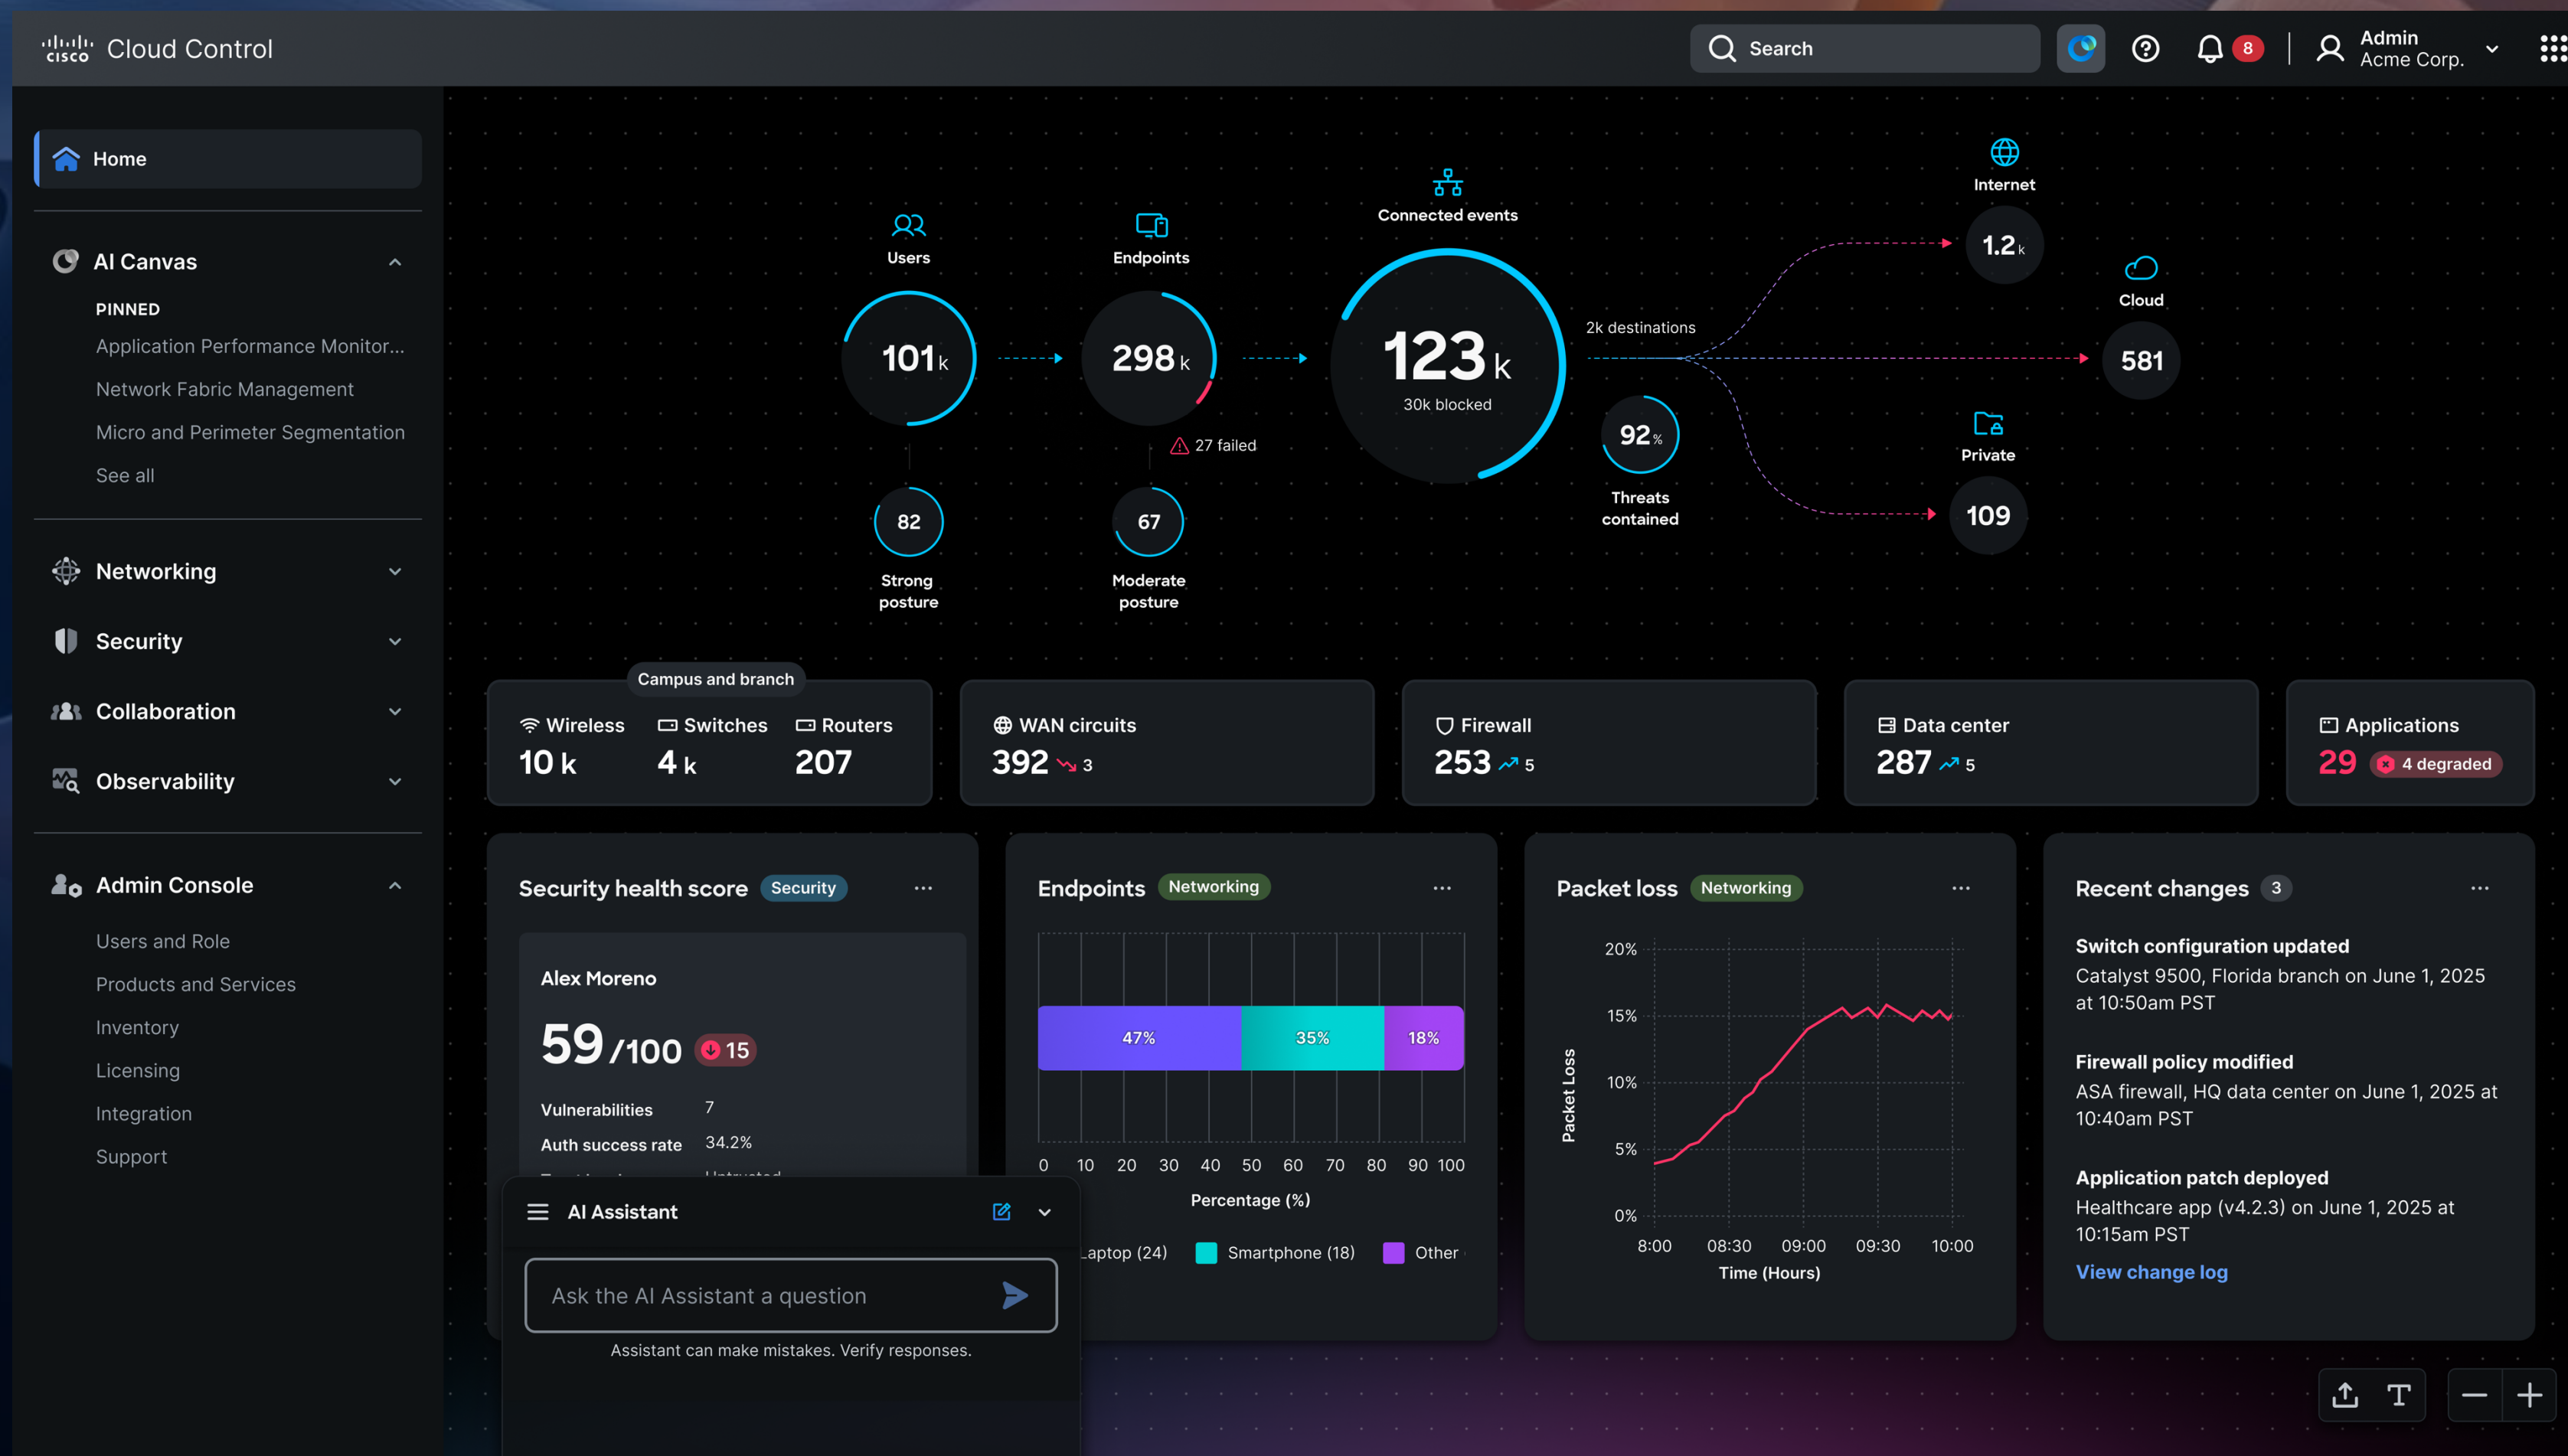 CISCO
Cloud Control
Search
8
Admin
Acme Corp.
Home
AI Canvas
PINNED
Application Performance Monitor...
Network Fabric Management
Micro and Perimeter Segmentation
See all
Networking
Security
Collaboration
Observability
Admin Console
Users and Role
Products and Services
Inventory
Licensing
Integration
Support
Users
101 k
82
Strong
posture
Endpoints
298 k
27 failed
67
Moderate
posture
Connected events
123 k
30k blocked
2k destinations
92 %
Threats
contained
Internet
1.2 k
Cloud
581
Private
109
Campus and branch
Wireless
10 k
Switches
4 k
Routers
207
WAN circuits
392 3
Firewall
253 5
Data center
287 5
Applications
29 4 degraded
Security health score Security
Alex Moreno
59 /100 15
Vulnerabilities 7
Auth success rate 34.2%
AI Assistant
Ask the AI Assistant a question
Assistant can make mistakes. Verify responses.
Endpoints Networking
47% 35% 18%
0 10 20 30 40 50 60 70 80 90 100
Percentage (%)
Laptop (24) Smartphone (18) Other
Packet loss Networking
Packet Loss
20%
15%
10%
5%
0%
8:00 08:30 09:00 09:30 10:00
Time (Hours)
Recent changes 3
Switch configuration updated
Catalyst 9500, Florida branch on June 1, 2025
at 10:50am PST
Firewall policy modified
ASA firewall, HQ data center on June 1, 2025 at
10:40am PST
Application patch deployed
Healthcare app (v4.2.3) on June 1, 2025 at
10:15am PST
View change log